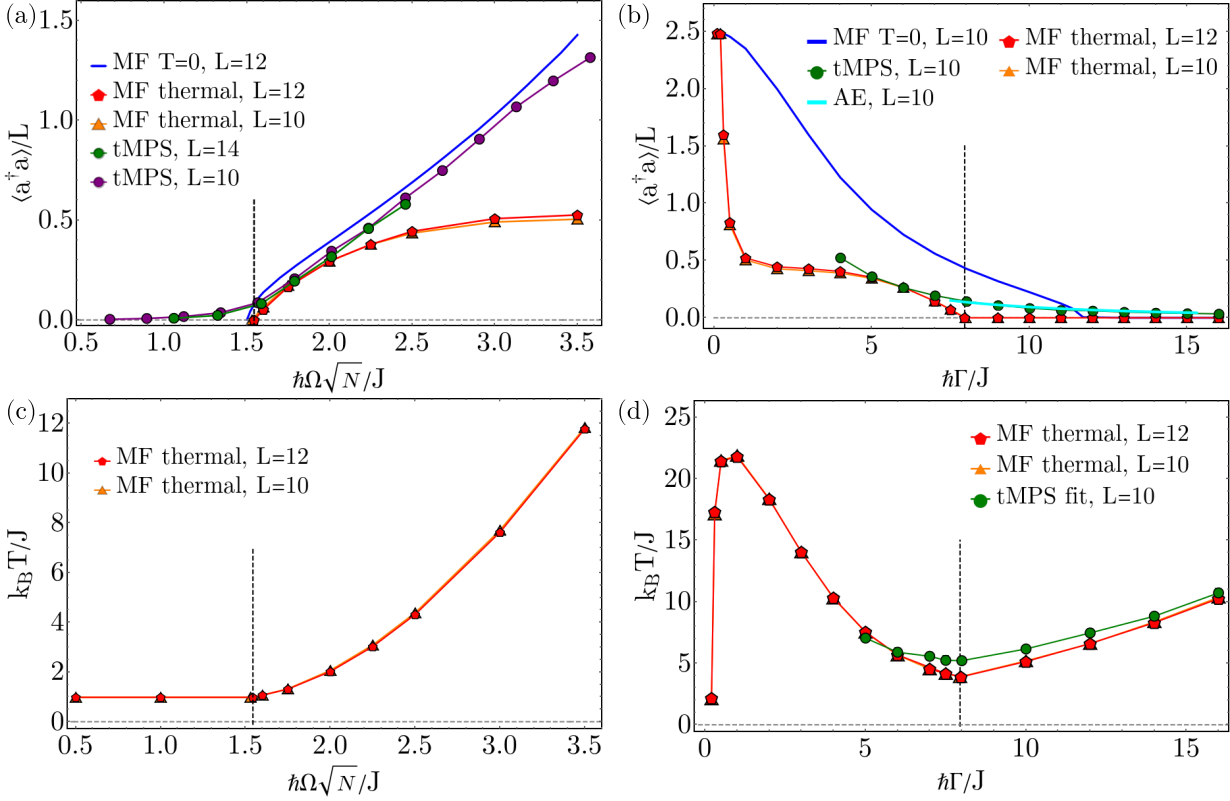 (a)
1.5
1.0
0.5
0.0
⟨a†a⟩/L
MF T=0, L=12
MF thermal, L=12
MF thermal, L=10
tMPS, L=14
tMPS, L=10
1.0 1.5 2.0 2.5 3.0 3.5
ℏΩ√N/J
(b)
2.5
2.0
1.5
1.0
0.5
0.0
⟨a†a⟩/L
MF T=0, L=10
tMPS, L=10
AE, L=10
MF thermal, L=12
MF thermal, L=10
0 5 10 15
ℏΓ/J
(c)
12
10
8
6
4
2
0
k_BT/J
MF thermal, L=12
MF thermal, L=10
0.5 1.0 1.5 2.0 2.5 3.0 3.5
ℏΩ√N/J
(d)
25
20
15
10
5
0
k_BT/J
MF thermal, L=12
MF thermal, L=10
tMPS fit, L=10
0 5 10 15
ℏΓ/J